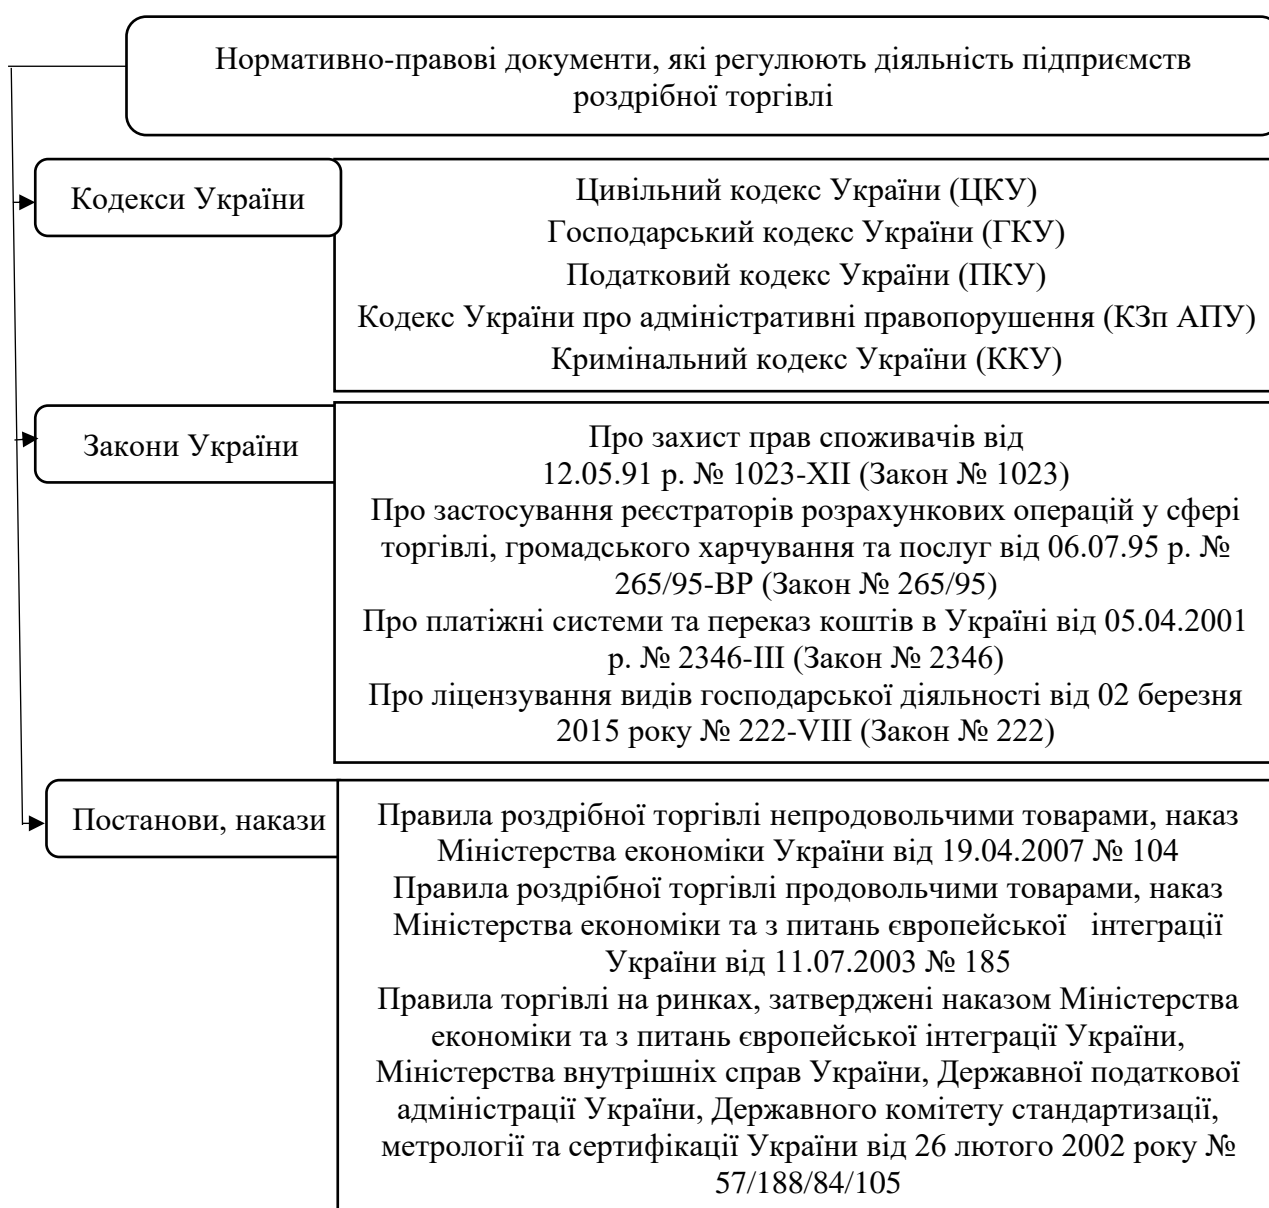 Нормативно-правові документи, які регулюють діяльність підприємств
роздрібної торгівлі
Кодекси України
Цивільний кодекс України (ЦКУ)
Господарський кодекс України (ГКУ)
Податковий кодекс України (ПКУ)
Кодекс України про адміністративні правопорушення (КЗп АПУ)
Кримінальний кодекс України (ККУ)
Закони України
Про захист прав споживачів від
12.05.91 р. № 1023-XII (Закон № 1023)
Про застосування реєстраторів розрахункових операцій у сфері
торгівлі, громадського харчування та послуг від 06.07.95 р. №
265/95-ВР (Закон № 265/95)
Про платіжні системи та переказ коштів в Україні від 05.04.2001
р. № 2346-III (Закон № 2346)
Про ліцензування видів господарської діяльності від 02 березня
2015 року № 222-VIII (Закон № 222)
Постанови, накази
Правила роздрібної торгівлі непродовольчими товарами, наказ
Міністерства економіки України від 19.04.2007 № 104
Правила роздрібної торгівлі продовольчими товарами, наказ
Міністерства економіки та з питань європейської інтеграції
України від 11.07.2003 № 185
Правила торгівлі на ринках, затверджені наказом Міністерства
економіки та з питань європейської інтеграції України,
Міністерства внутрішніх справ України, Державної податкової
адміністрації України, Державного комітету стандартизації,
метрології та сертифікації України від 26 лютого 2002 року №
57/188/84/105